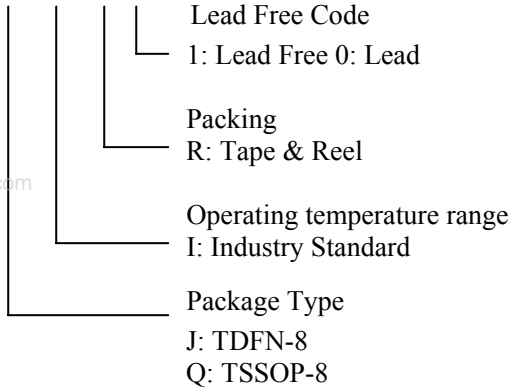 Lead Free Code
1: Lead Free 0: Lead
Packing
R: Tape & Reel
com
Operating temperature range
I: Industry Standard
Package Type
J: TDFN-8
Q: TSSOP-8